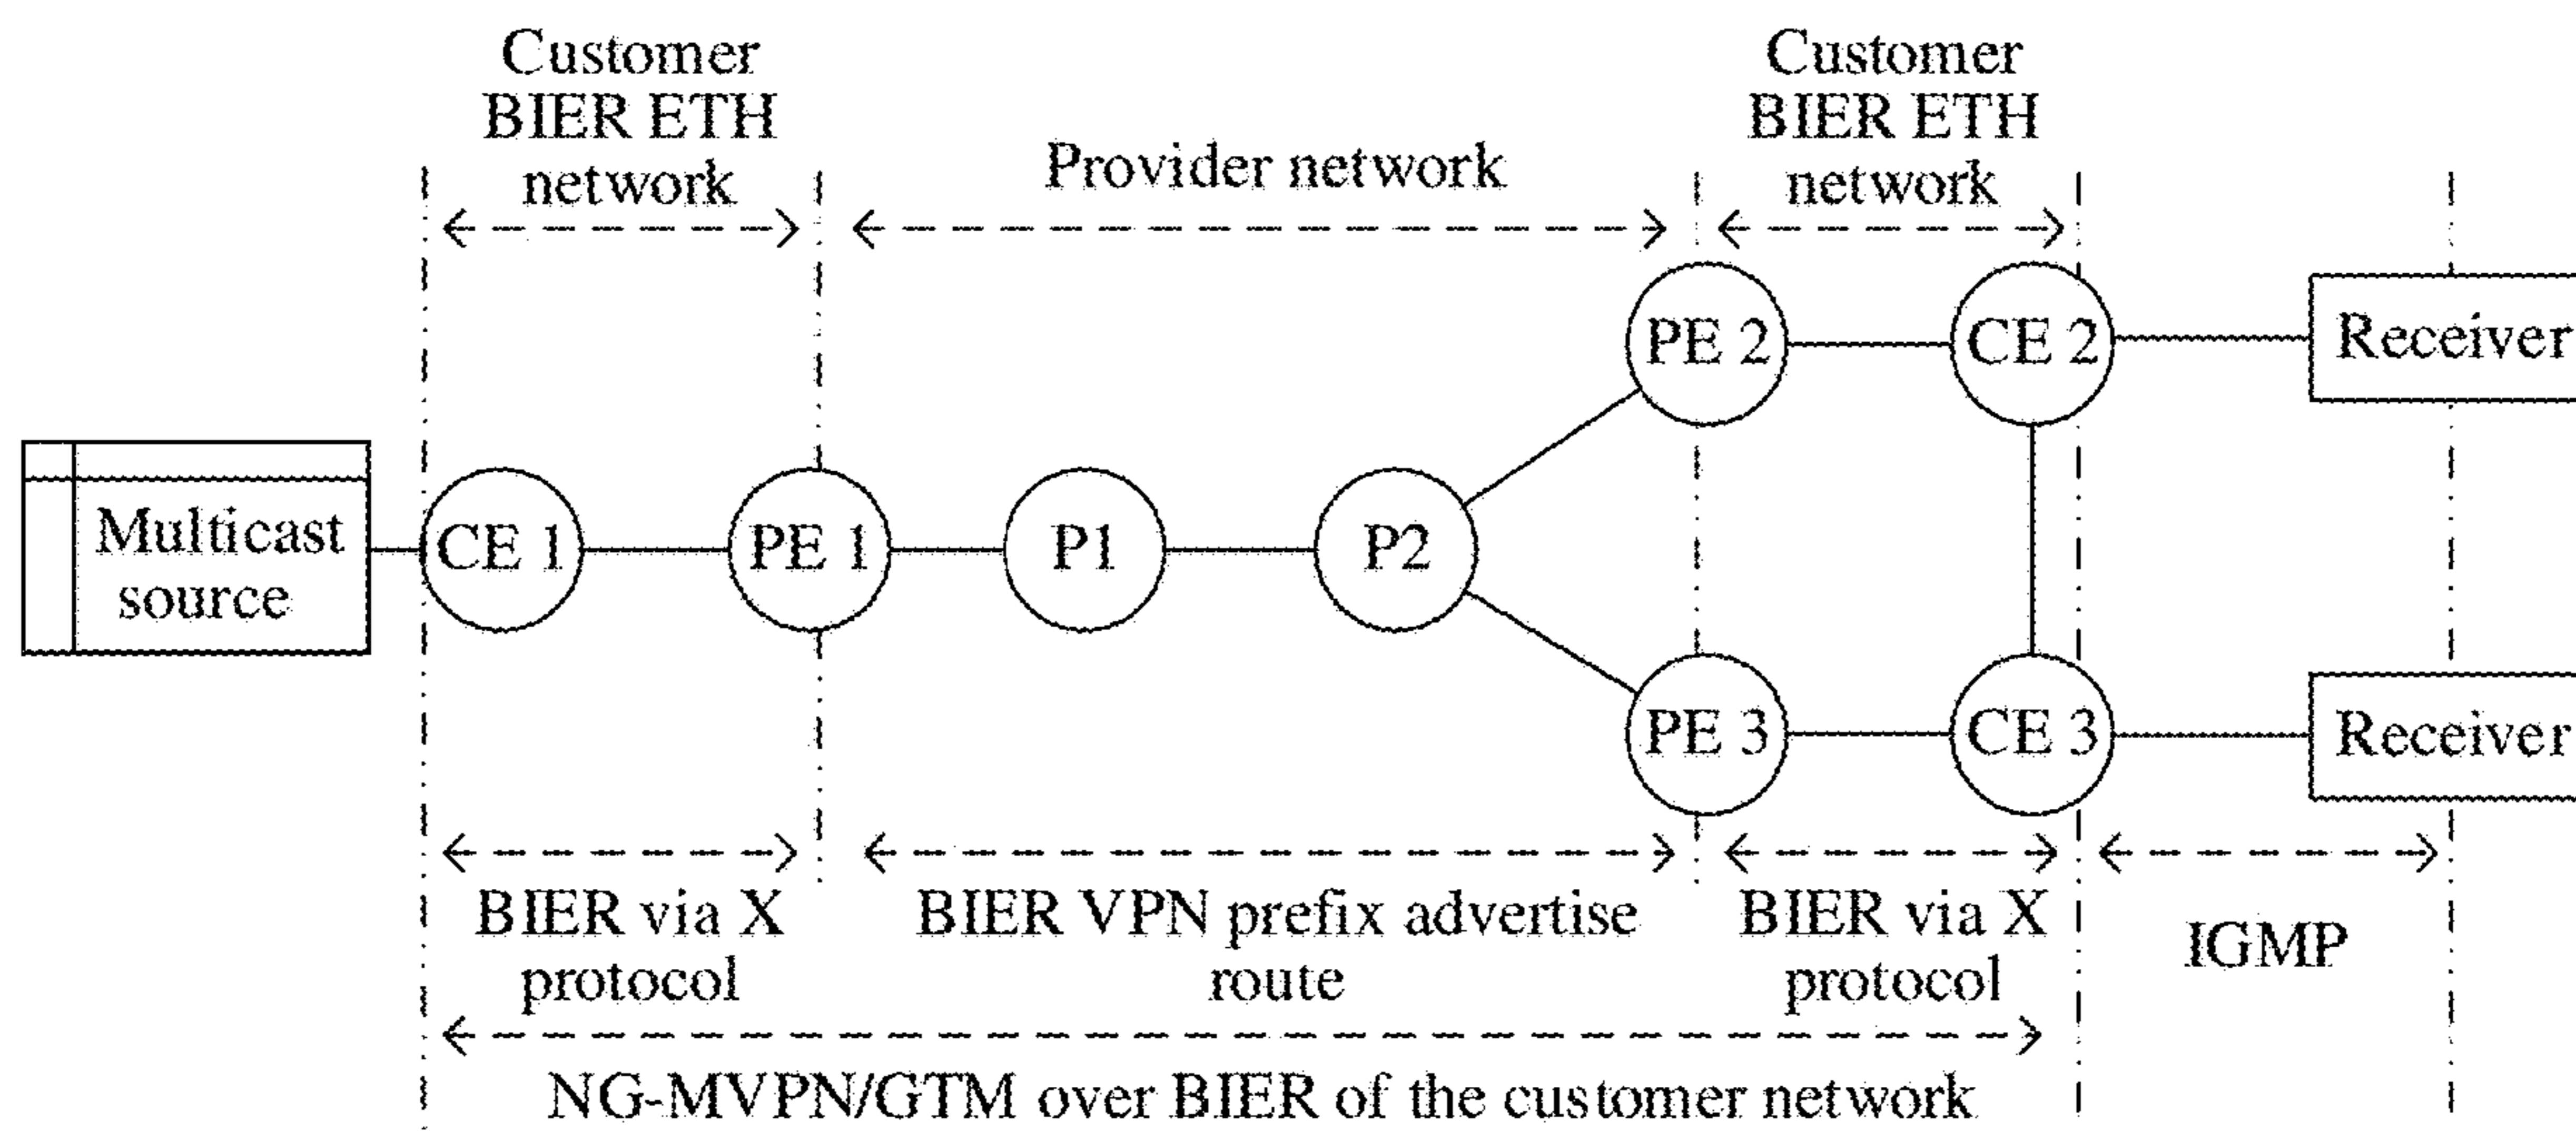 Customer
BIER ETH
network
Provider network
Customer
BIER ETH
network
PE 2
CE 2
Receiver
Multicast
source
CE 1
PE 1
P1
P2
PE 3
CE 3
Receiver
BIER via X
protocol
BIER VPN prefix advertise
route
BIER via X
protocol
IGMP
NG-MVPN/GTM over BIER of the customer network